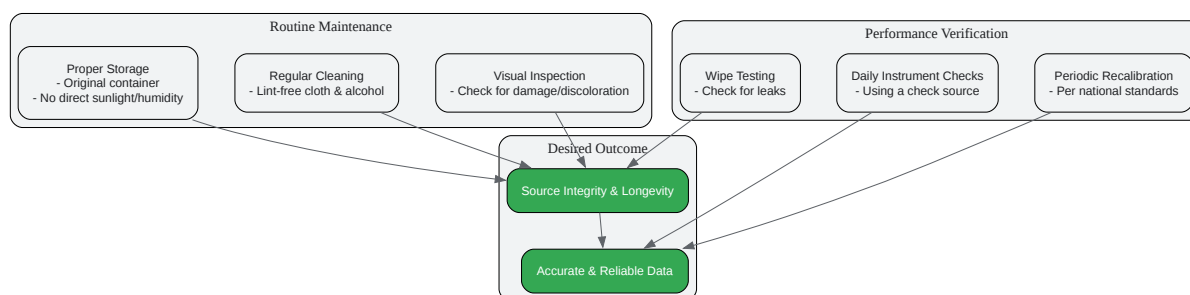 Routine Maintenance
Proper Storage
- Original container
- No direct sunlight/humidity
Regular Cleaning
- Lint-free cloth & alcohol
Visual Inspection
- Check for damage/discoloration
Performance Verification
Wipe Testing
- Check for leaks
Daily Instrument Checks
- Using a check source
Periodic Recalibration
- Per national standards
Desired Outcome
Source Integrity & Longevity
Accurate & Reliable Data